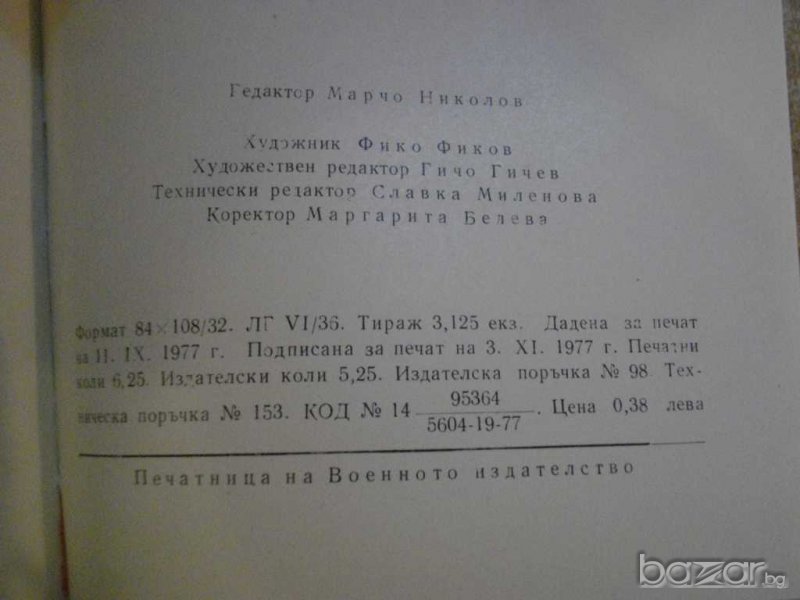 Редактор Марчо Николов
Художник Фико Фиков
Художествен редактор Гичо Гичев
Технически редактор Славка Миленова
Коректор Маргарита Белева
Формат 84×108/32. ЛГ VI/36. Тираж 3,125 екз. Дадена за печат
на 11. IX. 1977 г. Подписана за печат на 3. XI. 1977 г. Печатни
коли 6,25. Издателски коли 5,25. Издателска поръчка № 98 Тех-
ническа поръчка № 153. КОД № 14 95364
5604-19-77 . Цена 0,38 лева
Печатница на Военното издателство
bazar.bg